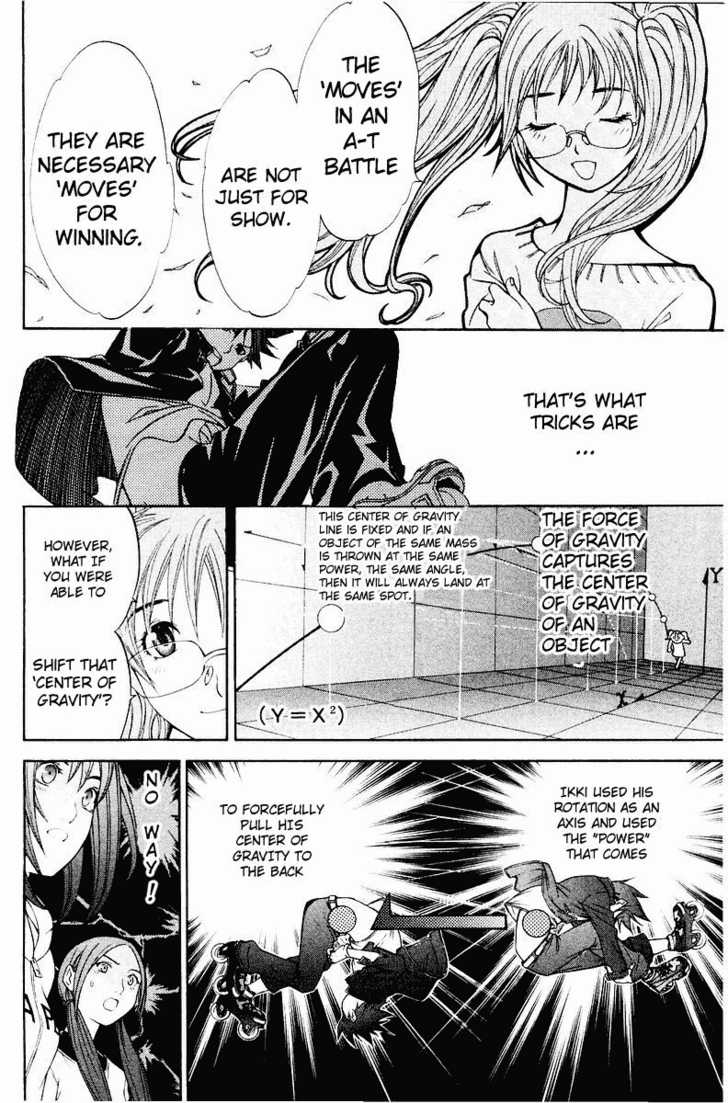 THE
'MOVES'
IN AN
A-T
BATTLE
ARE NOT
JUST FOR
SHOW.
THEY ARE
NECESSARY
'MOVES'
FOR
WINNING.
THAT'S WHAT
TRICKS ARE
...
THE FORCE
OF GRAVITY
CAPTURES
THE CENTER
OF GRAVITY
OF AN
OBJECT
Y
X
THIS CENTER OF GRAVITY
LINE IS FIXED AND IF AN
OBJECT OF THE SAME MASS
IS THROWN AT THE SAME
POWER, THE SAME ANGLE,
THEN IT WILL ALWAYS LAND AT
THE SAME SPOT.
(Y=X²)
HOWEVER,
WHAT IF
YOU WERE
ABLE TO
SHIFT THAT
'CENTER OF
GRAVITY'?
IKKI USED HIS
ROTATION AS AN
AXIS AND USED
THE "POWER"
THAT COMES
TO FORCEFULLY
PULL HIS
CENTER OF
GRAVITY TO
THE BACK
NO WAY!